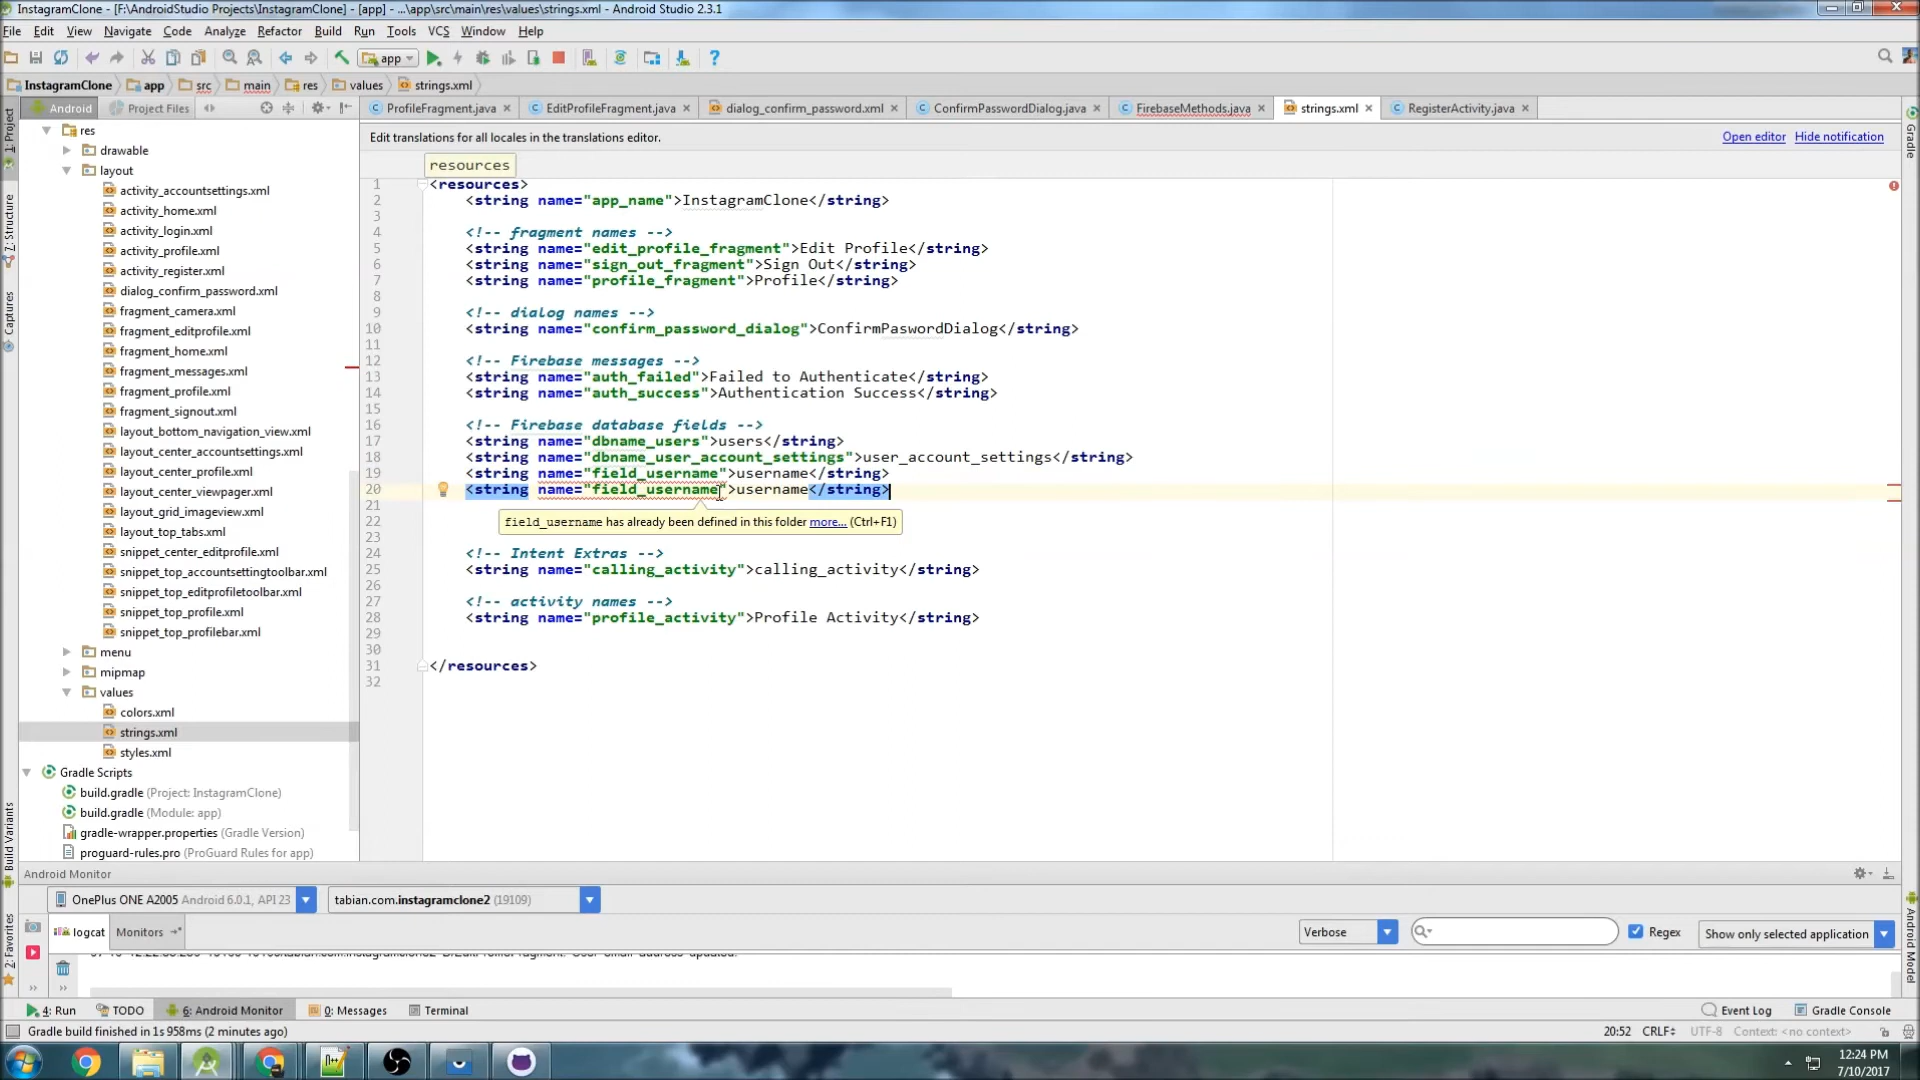 InstagramClone - [F:\AndroidStudio Projects\InstagramClone] - [app] - ...\app\src\main\res\values\strings.xml - Android Studio 2.3.1
File Edit View Navigate Code Analyze Refactor Build Run Tools VCS Window Help
app
InstagramClone app src main res values strings.xml
Android Project Files
ProfileFragment.java EditProfileFragment.java dialog_confirm_password.xml ConfirmPasswordDialog.java FirebaseMethods.java strings.xml RegisterActivity.java
Edit translations for all locales in the translations editor. Open editor Hide notification
resources
1 <resources>
2 <string name="app_name">InstagramClone</string>
3
4 <!-- fragment names -->
5 <string name="edit_profile_fragment">Edit Profile</string>
6 <string name="sign_out_fragment">Sign Out</string>
7 <string name="profile_fragment">Profile</string>
8
9 <!-- dialog names -->
10 <string name="confirm_password_dialog">ConfirmPaswordDialog</string>
11
12 <!-- Firebase messages -->
13 <string name="auth_failed">Failed to Authenticate</string>
14 <string name="auth_success">Authentication Success</string>
15
16 <!-- Firebase database fields -->
17 <string name="dbname_users">users</string>
18 <string name="dbname_user_account_settings">user_account_settings</string>
19 <string name="field_username">username</string>
20 <string name="field_username">username</string>
21
field_username has already been defined in this folder more... (Ctrl+F1)
22
23
24 <!-- Intent Extras -->
25 <string name="calling_activity">calling_activity</string>
26
27 <!-- activity names -->
28 <string name="profile_activity">Profile Activity</string>
29
30
31 </resources>
32
res
drawable
layout
activity_accountsettings.xml
activity_home.xml
activity_login.xml
activity_profile.xml
activity_register.xml
dialog_confirm_password.xml
fragment_camera.xml
fragment_editprofile.xml
fragment_home.xml
fragment_messages.xml
fragment_profile.xml
fragment_signout.xml
layout_bottom_navigation_view.xml
layout_center_accountsettings.xml
layout_center_profile.xml
layout_center_viewpager.xml
layout_grid_imageview.xml
layout_top_tabs.xml
snippet_center_editprofile.xml
snippet_top_accountsettingtoolbar.xml
snippet_top_editprofiletoolbar.xml
snippet_top_profile.xml
snippet_top_profilebar.xml
menu
mipmap
values
colors.xml
strings.xml
styles.xml
Gradle Scripts
build.gradle (Project: InstagramClone)
build.gradle (Module: app)
gradle-wrapper.properties (Gradle Version)
proguard-rules.pro (ProGuard Rules for app)
1: Project
7: Structure
Captures
Build Variants
2: Favorites
Gradle
Android Model
Android Monitor
OnePlus ONE A2005 Android 6.0.1, API 23 tabian.com.instagramclone2 (19109)
logcat Monitors Verbose Regex Show only selected application
4: Run TODO 6: Android Monitor 0: Messages Terminal Event Log Gradle Console
Gradle build finished in 1s 958ms (2 minutes ago) 20:52 CRLF UTF-8 Context: <no context>
12:24 PM
7/10/2017